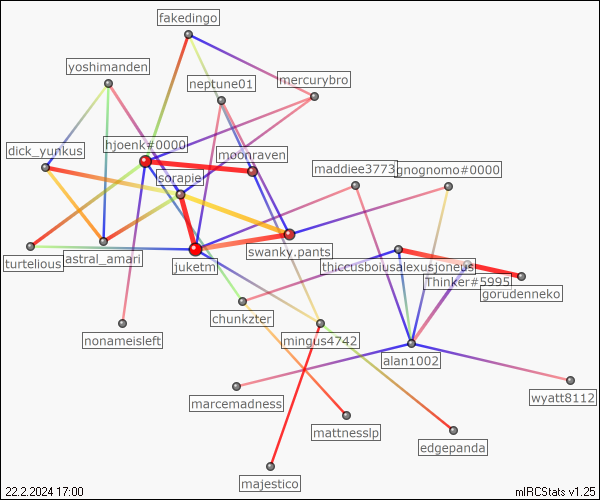 fakedingo
yoshimanden
neptune01
mercurybro
hjoenk#0000
dick_yunkus
moonraven
maddiee3773
gnognomo#0000
sorapie
swanky.pants
turtelious
astral_amari
juketm
thiccusboiusalexusjoneus
Thinker#5995
gorudenneko
chunkzter
nonameisleft
mingus4742
alan1002
marcemadness
wyatt8112
mattnesslp
edgepanda
majestico
22.2.2024 17:00
mIRCStats v1.25